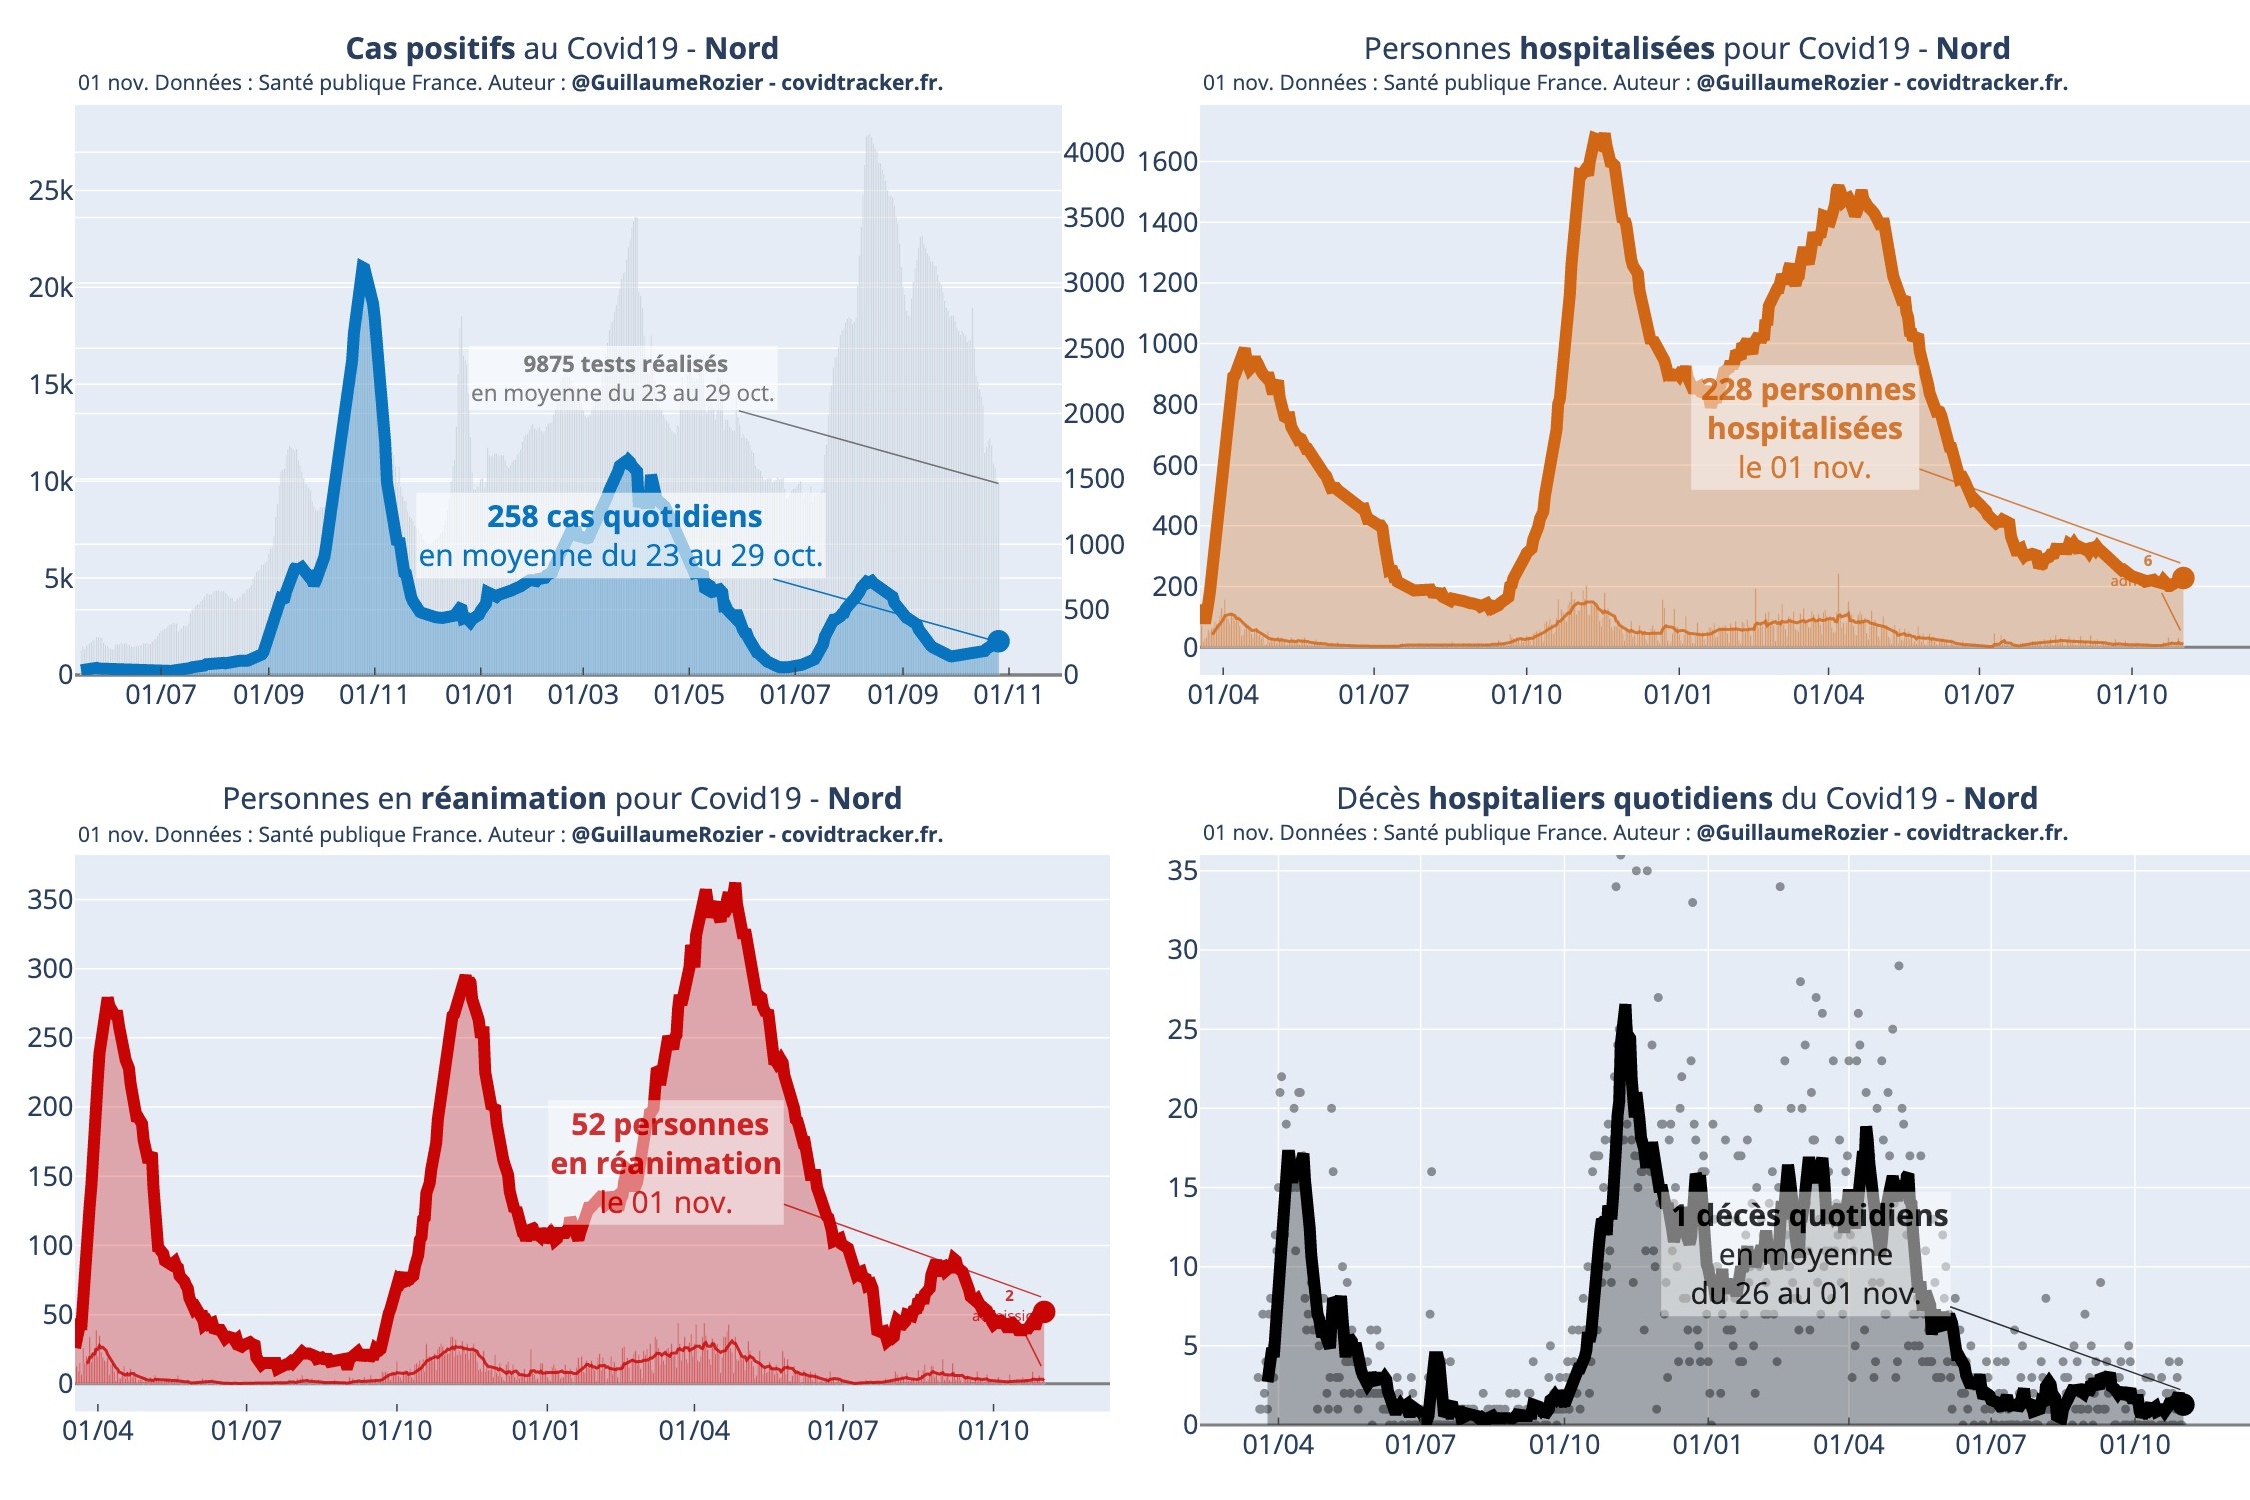 Cas positifs au Covid19 - Nord
01 nov. Données : Santé publique France. Auteur : @GuillaumeRozier - covidtracker.fr.
25k
20k
15k
10k
5k
0
4000
3500
3000
2500
2000
1500
1000
500
0
9875 tests réalisés
en moyenne du 23 au 29 oct.
258 cas quotidiens
en moyenne du 23 au 29 oct.
01/07 01/09 01/11 01/01 01/03 01/05 01/07 01/09 01/11
Personnes hospitalisées pour Covid19 - Nord
01 nov. Données : Santé publique France. Auteur : @GuillaumeRozier - covidtracker.fr.
1600
1400
1200
1000
800
600
400
200
0
228 personnes
hospitalisées
le 01 nov.
6
01/04 01/07 01/10 01/01 01/04 01/07 01/10
Personnes en réanimation pour Covid19 - Nord
01 nov. Données : Santé publique France. Auteur : @GuillaumeRozier - covidtracker.fr.
350
300
250
200
150
100
50
0
52 personnes
en réanimation
le 01 nov.
2
01/04 01/07 01/10 01/01 01/04 01/07 01/10
Décès hospitaliers quotidiens du Covid19 - Nord
01 nov. Données : Santé publique France. Auteur : @GuillaumeRozier - covidtracker.fr.
35
30
25
20
15
10
5
0
1 décès quotidiens
en moyenne
du 26 au 01 nov.
01/04 01/07 01/10 01/01 01/04 01/07 01/10